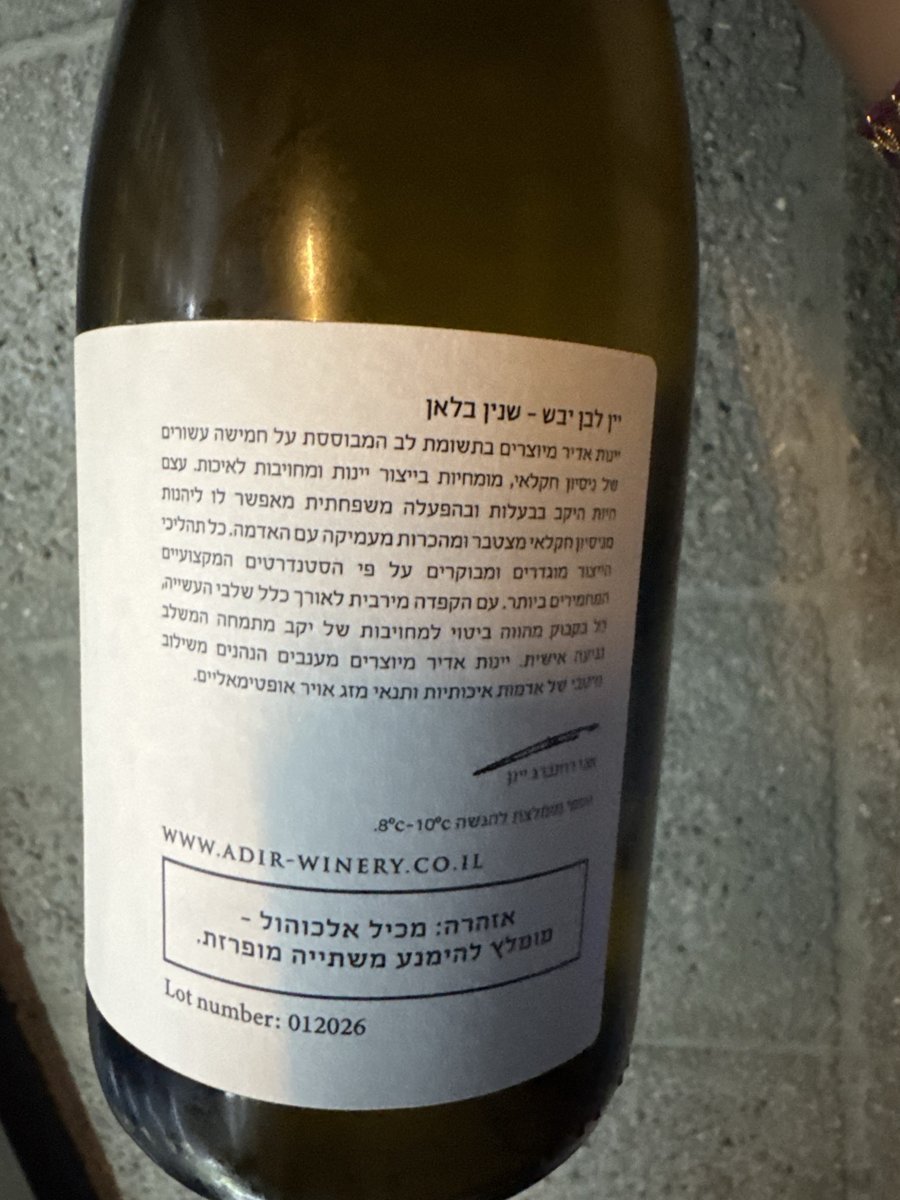 יין לבן יבש - שנין בלאן
יינות אדיר מיוצרים בתשומת לב המבוססת על חמישה עשורים
של ניסיון חקלאי, מומחיות בייצור יינות ומחויבות לאיכות. עצם
היות היקב בבעלות ובהפעלה משפחתית מאפשר לו ליהנות
מניסיון חקלאי מצטבר ומהכרות מעמיקה עם האדמה. כל תהליכי
הייצור מוגדרים ומבוקרים על פי הסטנדרטים המקצועיים
המחמירים ביותר. עם הקפדה מירבית לאורך כלל שלבי העשייה,
כל בקבוק מהווה ביטוי למחויבות של יקב מתמחה המשלב
נגיעה אישית. יינות אדיר מיוצרים מענבים הנהנים משילוב
של אדמות איכותיות ותנאי מזג אויר אופטימאליים.
יינן
מומלצת להגשה 8°c-10°c.
WWW.ADIR-WINERY.CO.IL
אזהרה: מכיל אלכוהול -
מומלץ להימנע משתייה מופרזת.
Lot number: 012026